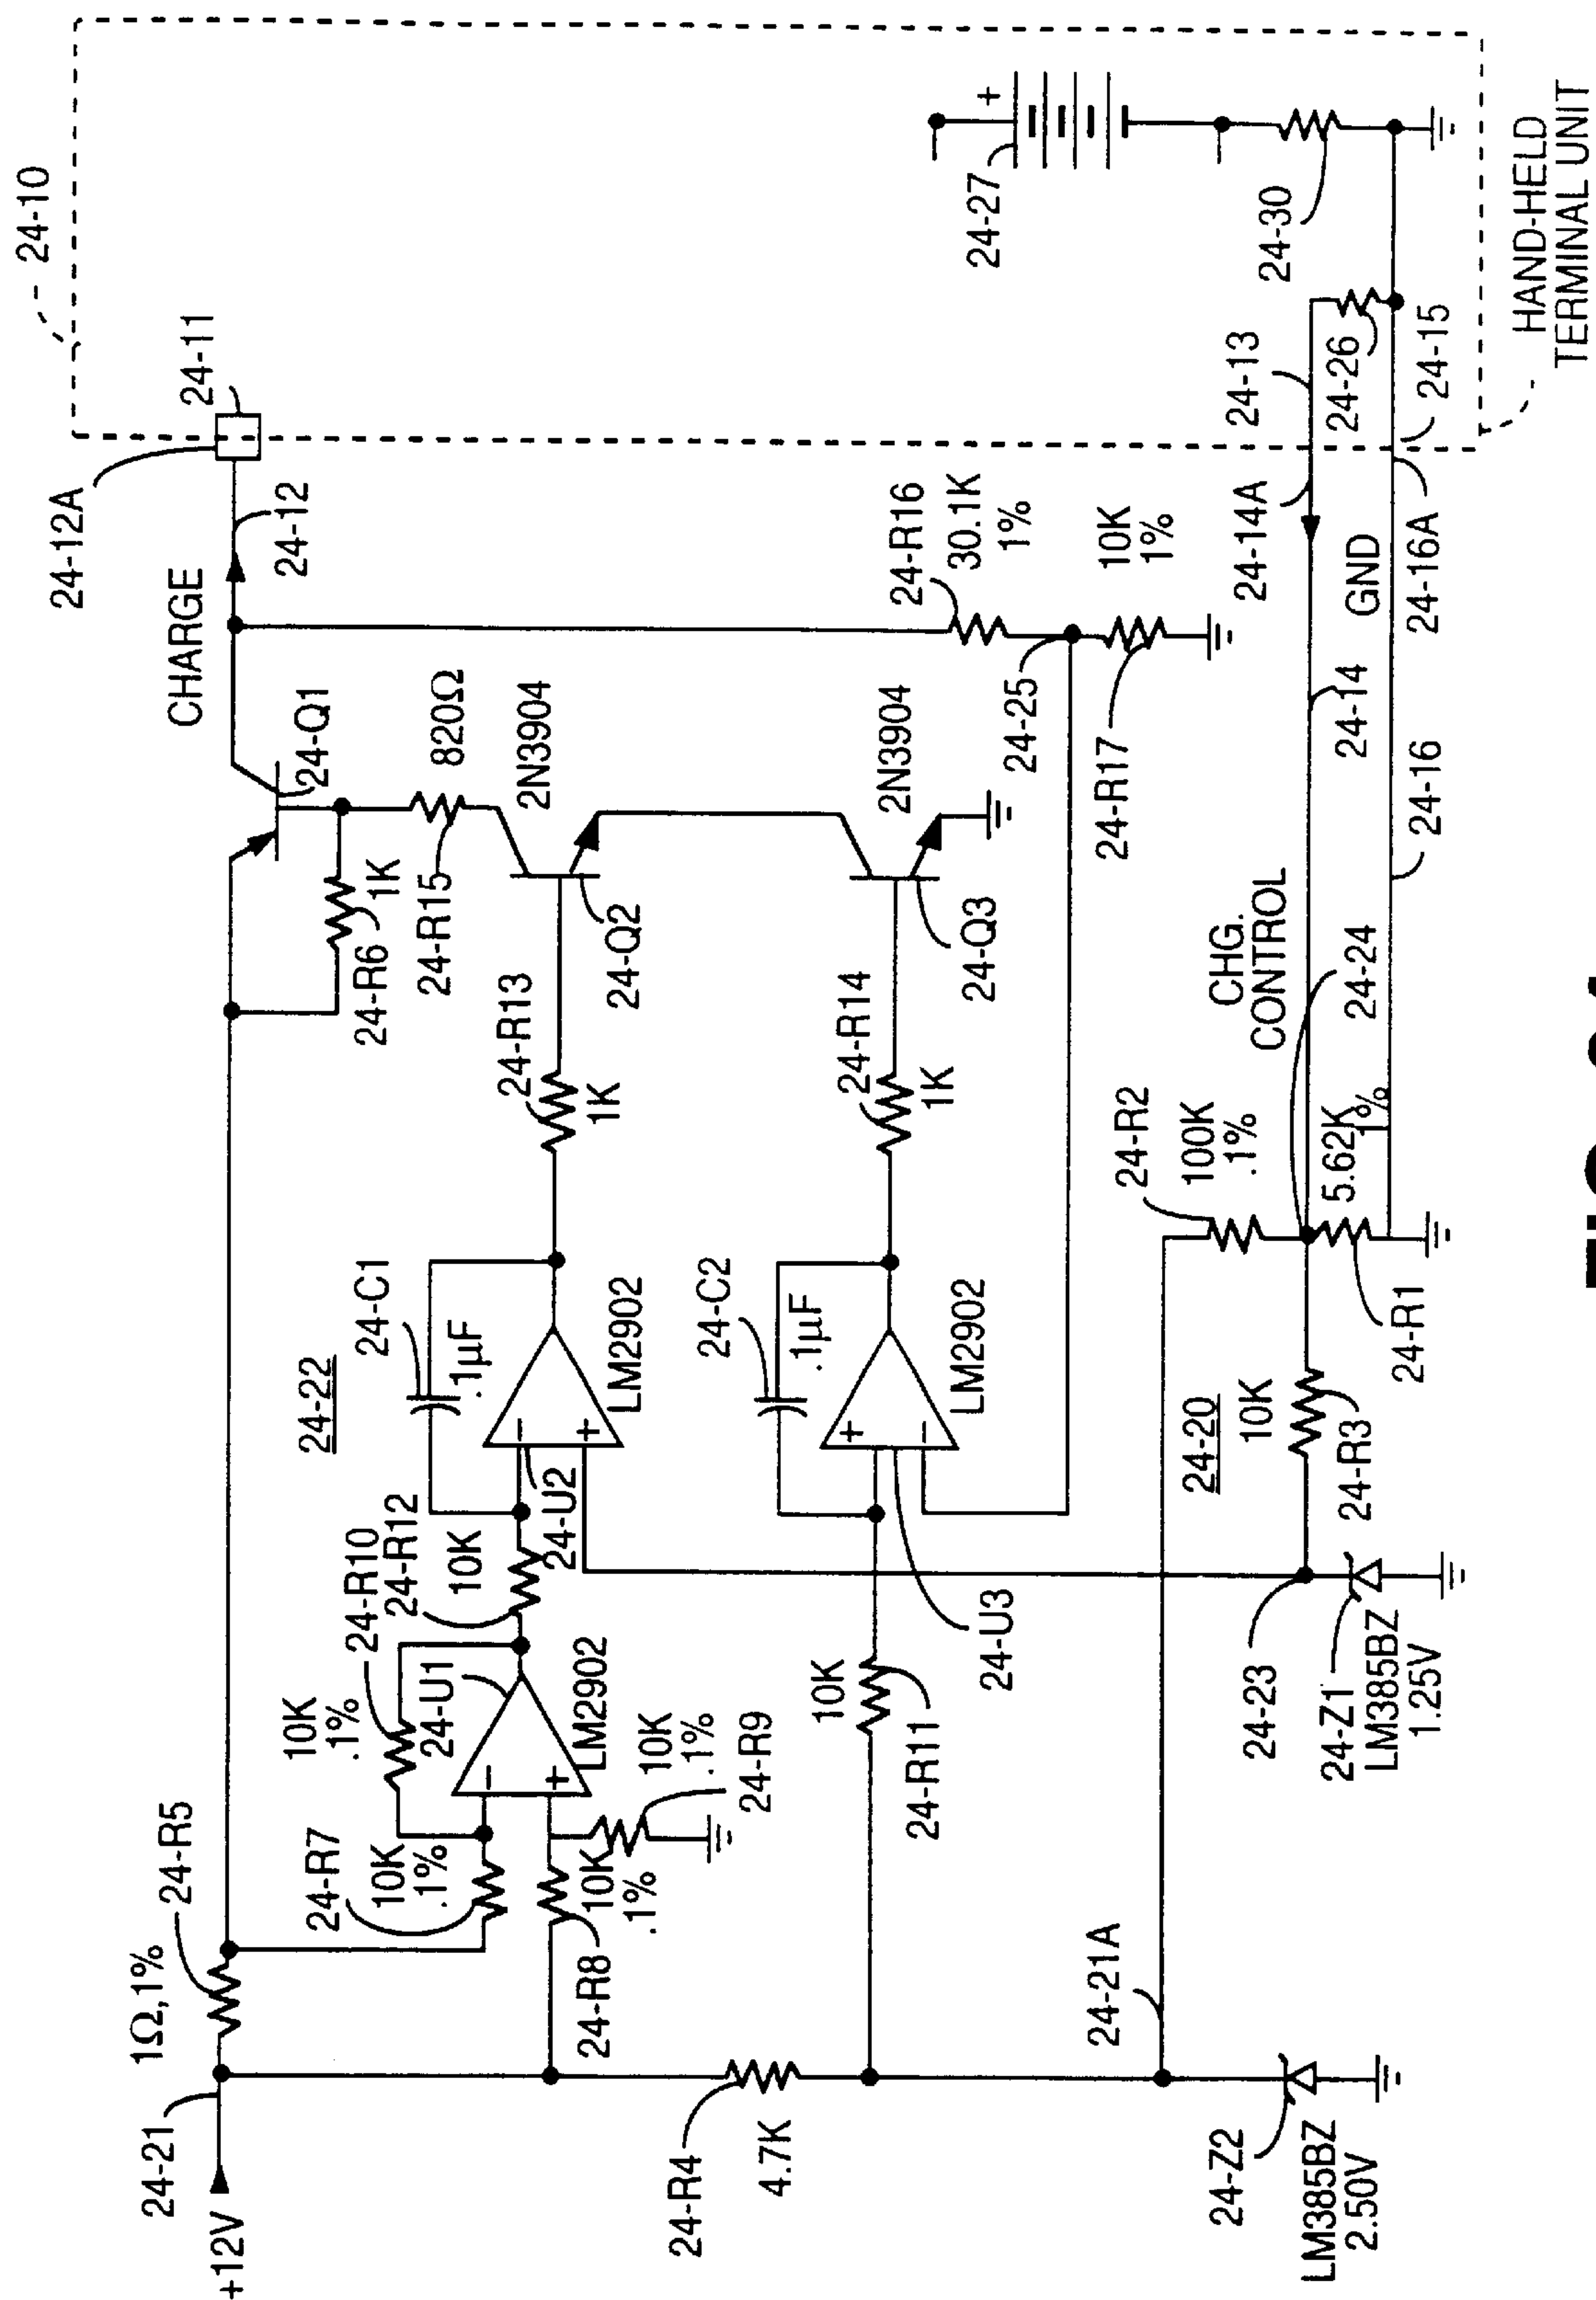 24-10
24-11
24-12A
24-12
CHARGE
24-Q1
24-R6
1K
820Ω
24-R15
2N3904
24-Q2
24-R13
1K
2N3904
24-Q3
24-R14
1K
24-R16
30.1K
1%
10K
1%
24-25
24-R17
24-27
24-30
24-13
24-26
24-15
HAND-HELD
TERMINAL UNIT
24-14A
GND
24-16A
24-14
24-16
CHG.
CONTROL
24-24
24-R2
100K
.1%
5.62K
1%
24-R1
24-20
10K
24-R3
24-22
24-C1
.1µF
LM2902
24-U2
24-C2
.1µF
LM2902
24-U3
24-R10
24-R12
10K
10K
.1%
24-U1
LM2902
10K
.1%
24-R9
24-R5
1Ω,1%
24-R7
10K
.1%
10K
.1%
24-R8
10K
24-R11
24-23
24-Z1
LM385BZ
1.25V
24-21A
24-21
+12V
24-R4
4.7K
24-Z2
LM385BZ
2.50V